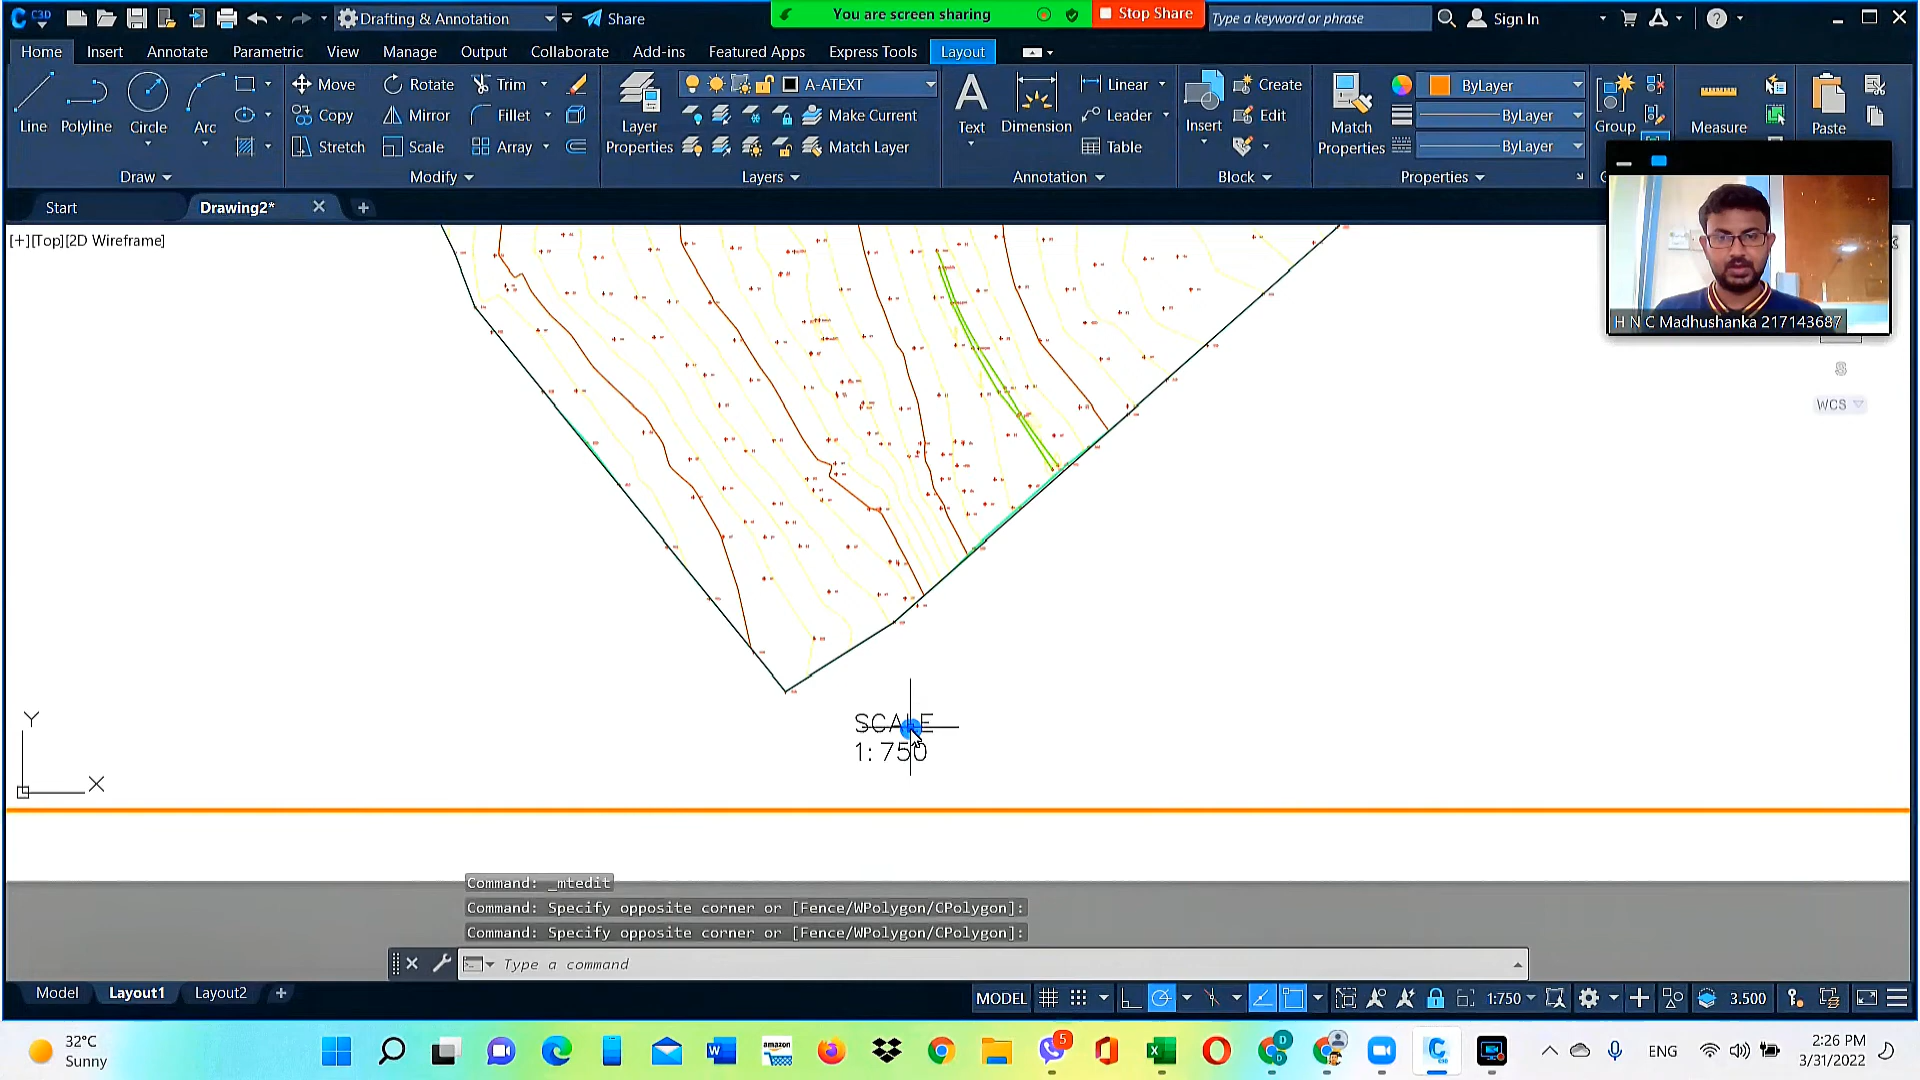 C3D
Drafting & Annotation
Share
You are screen sharing
Stop Share
Type a keyword or phrase
Sign In
Home Insert Annotate Parametric View Manage Output Collaborate Add-ins Featured Apps Express Tools Layout
Line Polyline Circle Arc
Draw
Move Rotate Trim
Copy Mirror Fillet
Stretch Scale Array
Modify
Layer Properties
A-ATEXT
Make Current
Match Layer
Layers
Text Dimension
Linear
Leader
Table
Annotation
Insert
Create
Edit
Block
Match Properties
ByLayer
ByLayer
ByLayer
Properties
Group
Measure
Paste
Start Drawing2*
[+][Top][2D Wireframe]
H N C Madhushanka 217143687
WCS
SCALE
1: 750
Y
X
Command: _mtedit
Command: Specify opposite corner or [Fence/WPolygon/CPolygon]:
Command: Specify opposite corner or [Fence/WPolygon/CPolygon]:
Type a command
Model Layout1 Layout2
MODEL 1:750 3.500
32°C
Sunny
amazon
5
ENG
2:26 PM
3/31/2022